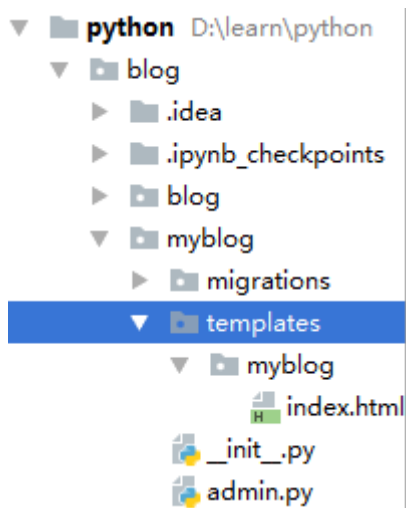 python D:\learn\python
blog
.idea
.ipynb_checkpoints
blog
myblog
migrations
templates
myblog
H index.html
__init__.py
admin.py